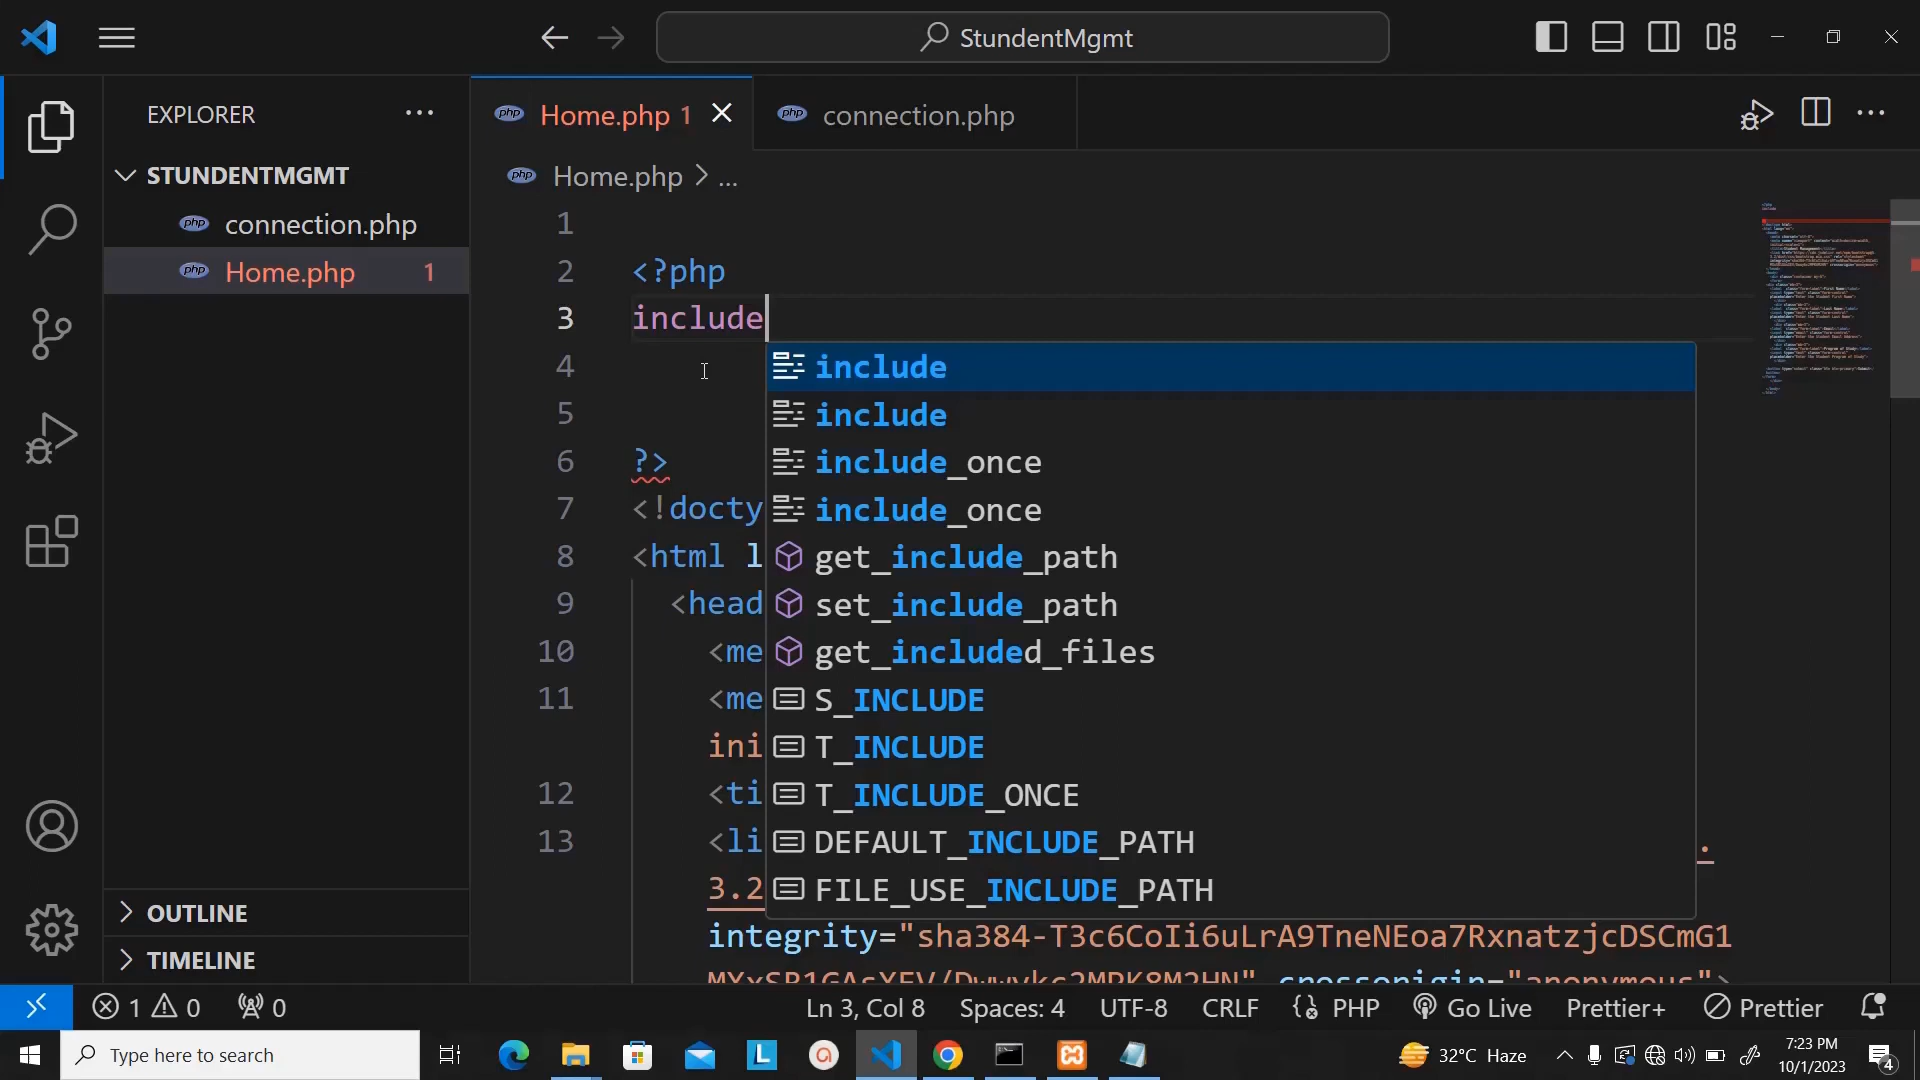 StundentMgmt
EXPLORER
STUNDENTMGMT
connection.php
Home.php 1
OUTLINE
TIMELINE
php Home.php 1
php connection.php
php Home.php > ...
1
2 <?php
3 include
4
5
6 ?>
7 <!docty
8 <html l
9 <head
10 <me
11 <me
ini
12 <ti
13 <li
3.2
integrity="sha384-T3c6CoIi6uLrA9TneNEoa7RxnatzjcDSCmG1
include
include
include_once
include_once
get_include_path
set_include_path
get_included_files
S_INCLUDE
T_INCLUDE
T_INCLUDE_ONCE
DEFAULT_INCLUDE_PATH
FILE_USE_INCLUDE_PATH
1 0 0
Ln 3, Col 8
Spaces: 4
UTF-8
CRLF
PHP
Go Live
Prettier+
Prettier
Type here to search
32°C Haze
7:23 PM
10/1/2023
4